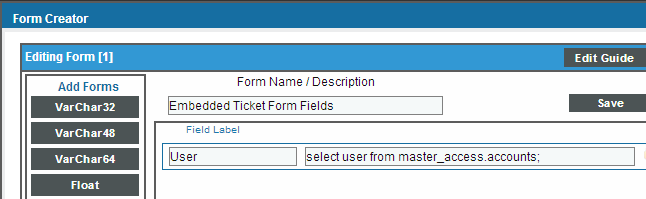 Form Creator
Editing Form [1]
Edit Guide
Add Forms
Form Name / Description
VarChar32
Embedded Ticket Form Fields
Save
VarChar48
Field Label
VarChar64
User
select user from master_access.accounts;
Float